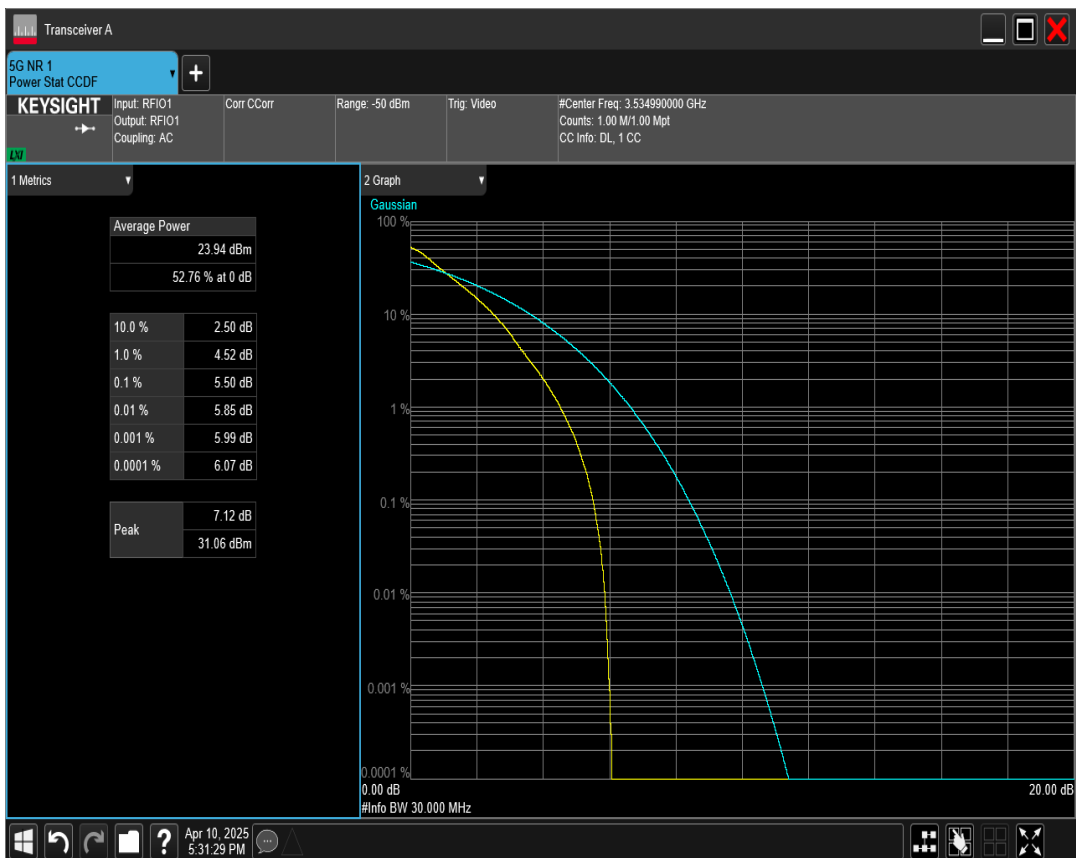 Transceiver A
5G NR 1
Power Stat CCDF
KEYSIGHT
LXI
Input: RFIO1
Output: RFIO1
Coupling: AC
Corr CCorr
Range: -50 dBm
Trig: Video
#Center Freq: 3.534990000 GHz
Counts: 1.00 M/1.00 Mpt
CC Info: DL, 1 CC
1 Metrics
Average Power
23.94 dBm
52.76 % at 0 dB
10.0 % 2.50 dB
1.0 % 4.52 dB
0.1 % 5.50 dB
0.01 % 5.85 dB
0.001 % 5.99 dB
0.0001 % 6.07 dB
Peak
7.12 dB
31.06 dBm
2 Graph
Gaussian
100 %
10 %
1 %
0.1 %
0.01 %
0.001 %
0.0001 %
0.00 dB
20.00 dB
#Info BW 30.000 MHz
?
Apr 10, 2025
5:31:29 PM